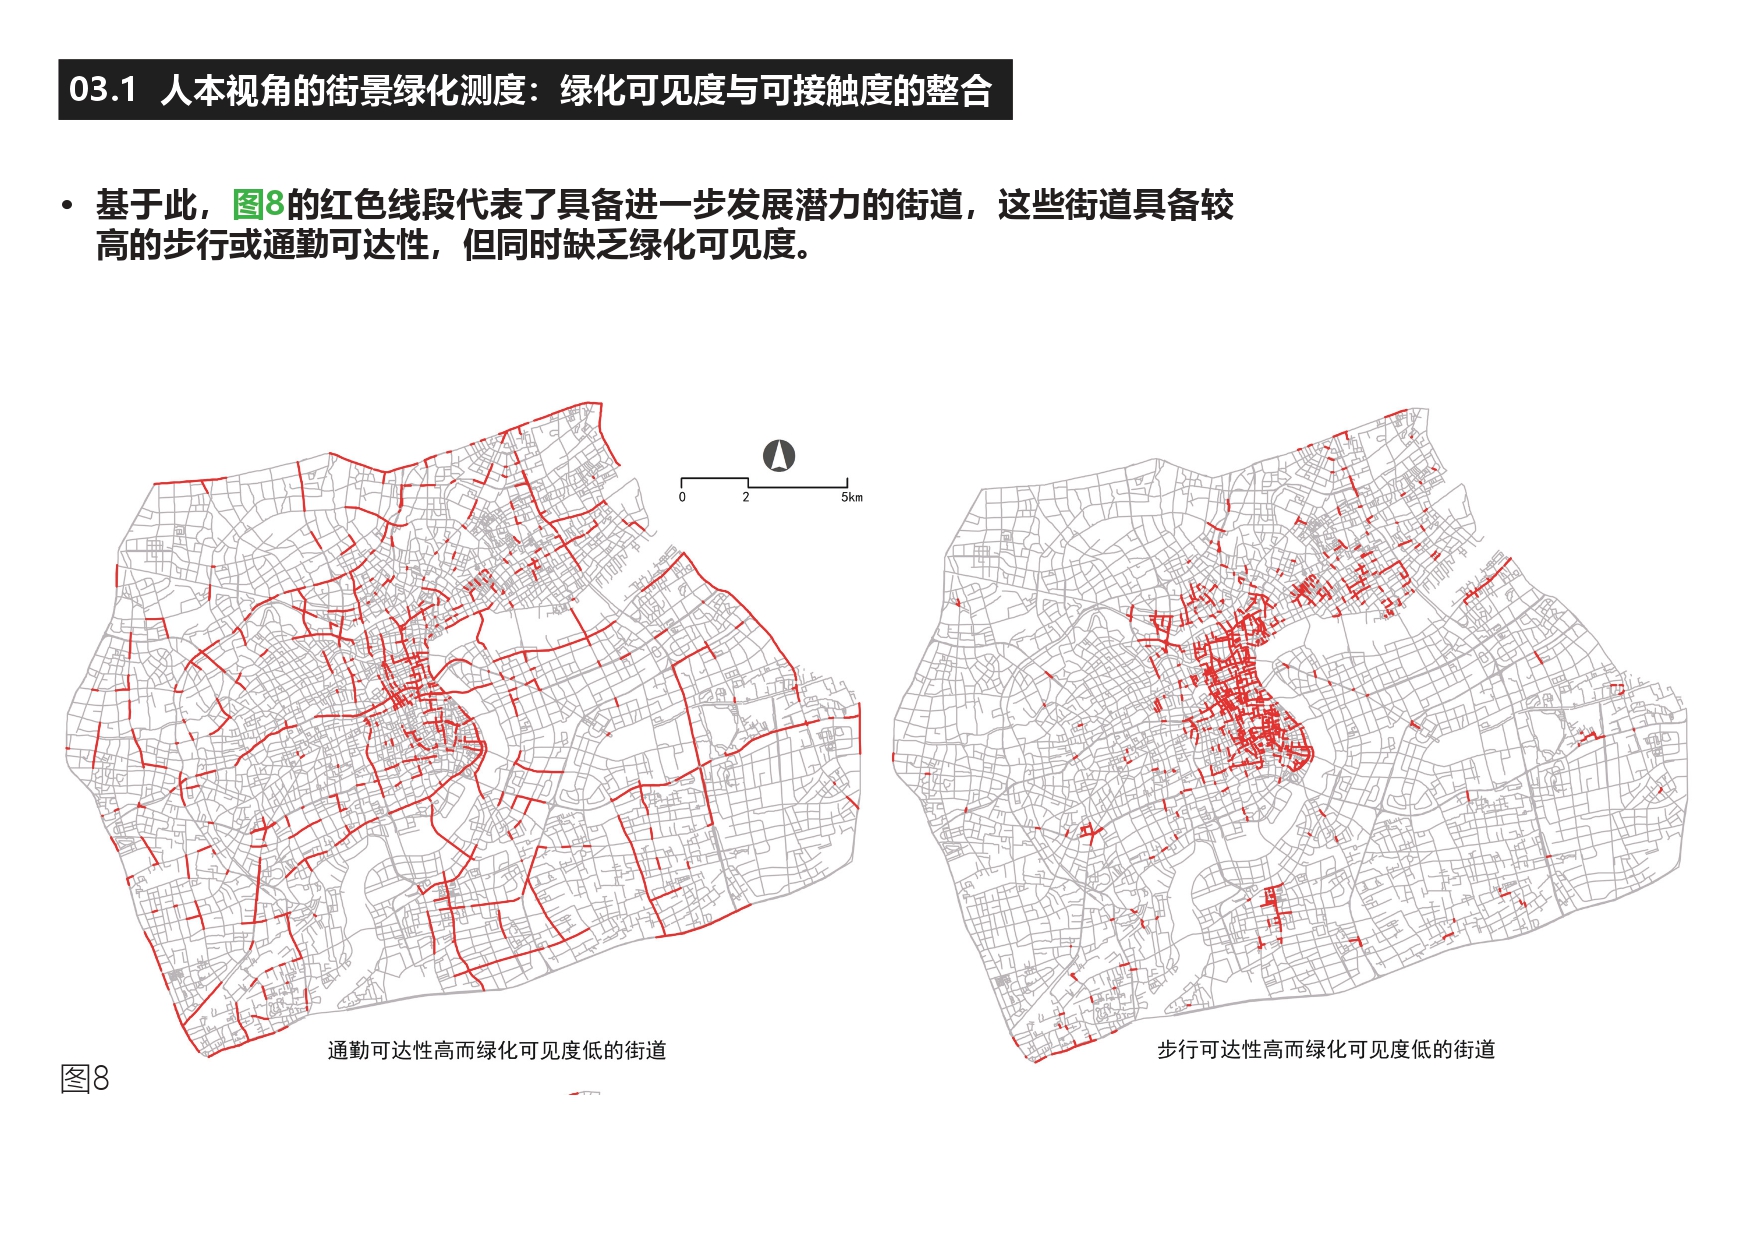 03.1 人本视角的街景绿化测度：绿化可见度与可接触度的整合
• 基于此，图8的红色线段代表了具备进一步发展潜力的街道，这些街道具备较
高的步行或通勤可达性，但同时缺乏绿化可见度。
0 2 5km
通勤可达性高而绿化可见度低的街道
步行可达性高而绿化可见度低的街道
图8